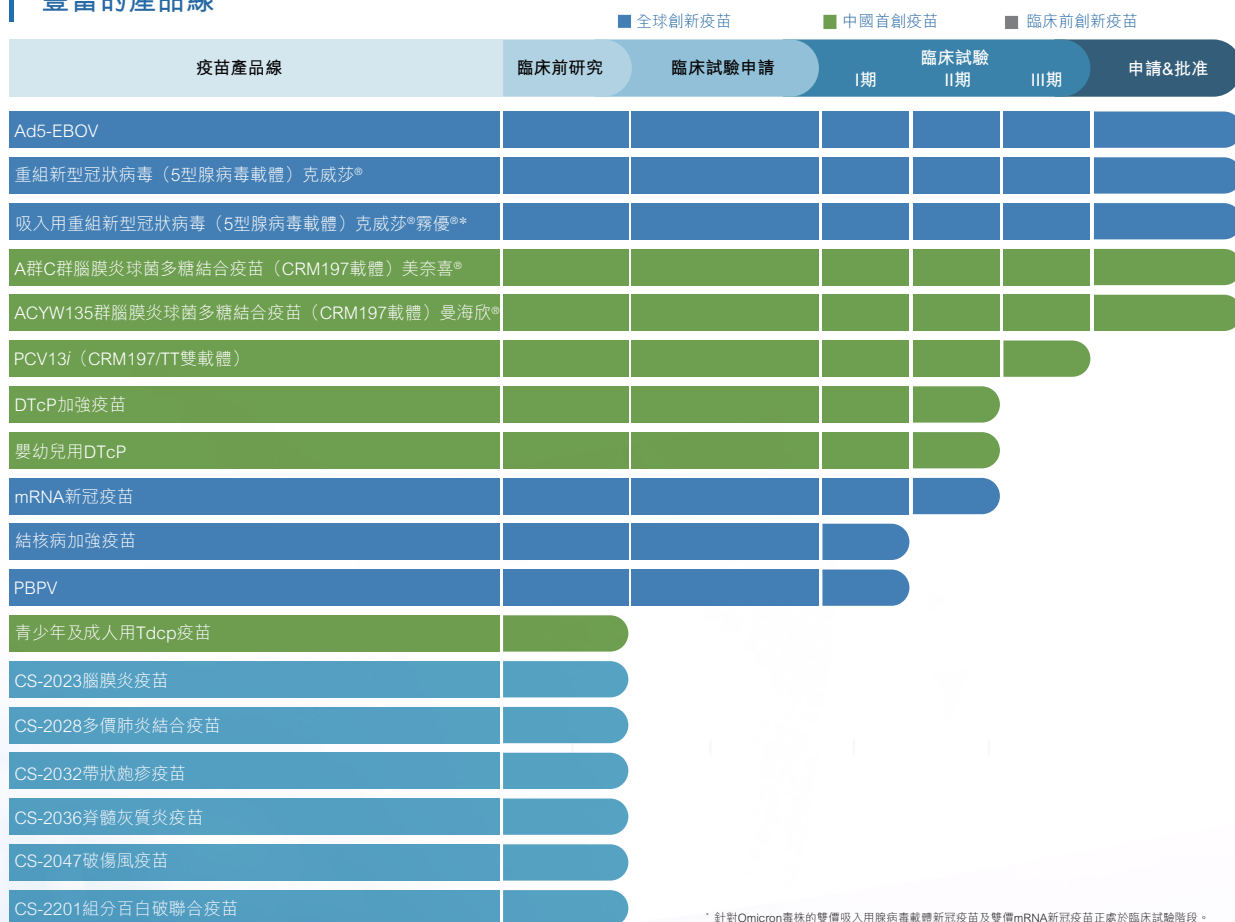 豐富的產品線
全球創新疫苗 中國首創疫苗 臨床前創新疫苗
疫苗產品線 臨床前研究 臨床試驗申請 臨床試驗 申請&批准
I期 II期 III期
Ad5-EBOV
重組新型冠狀病毒（5型腺病毒載體）克威莎®
吸入用重組新型冠狀病毒（5型腺病毒載體）克威莎®霧優®*
A群C群腦膜炎球菌多糖結合疫苗（CRM197載體）美奈喜®
ACYW135群腦膜炎球菌多糖結合疫苗（CRM197載體）曼海欣®
PCV13i（CRM197/TT雙載體）
DTcP加強疫苗
嬰幼兒用DTcP
mRNA新冠疫苗
結核病加強疫苗
PBPV
青少年及成人用Tdcp疫苗
CS-2023腦膜炎疫苗
CS-2028多價肺炎結合疫苗
CS-2032帶狀皰疹疫苗
CS-2036脊髓灰質炎疫苗
CS-2047破傷風疫苗
CS-2201組分百白破聯合疫苗
* 針對Omicron毒株的雙價吸入用腺病毒載體新冠疫苗及雙價mRNA新冠疫苗正處於臨床試驗階段。